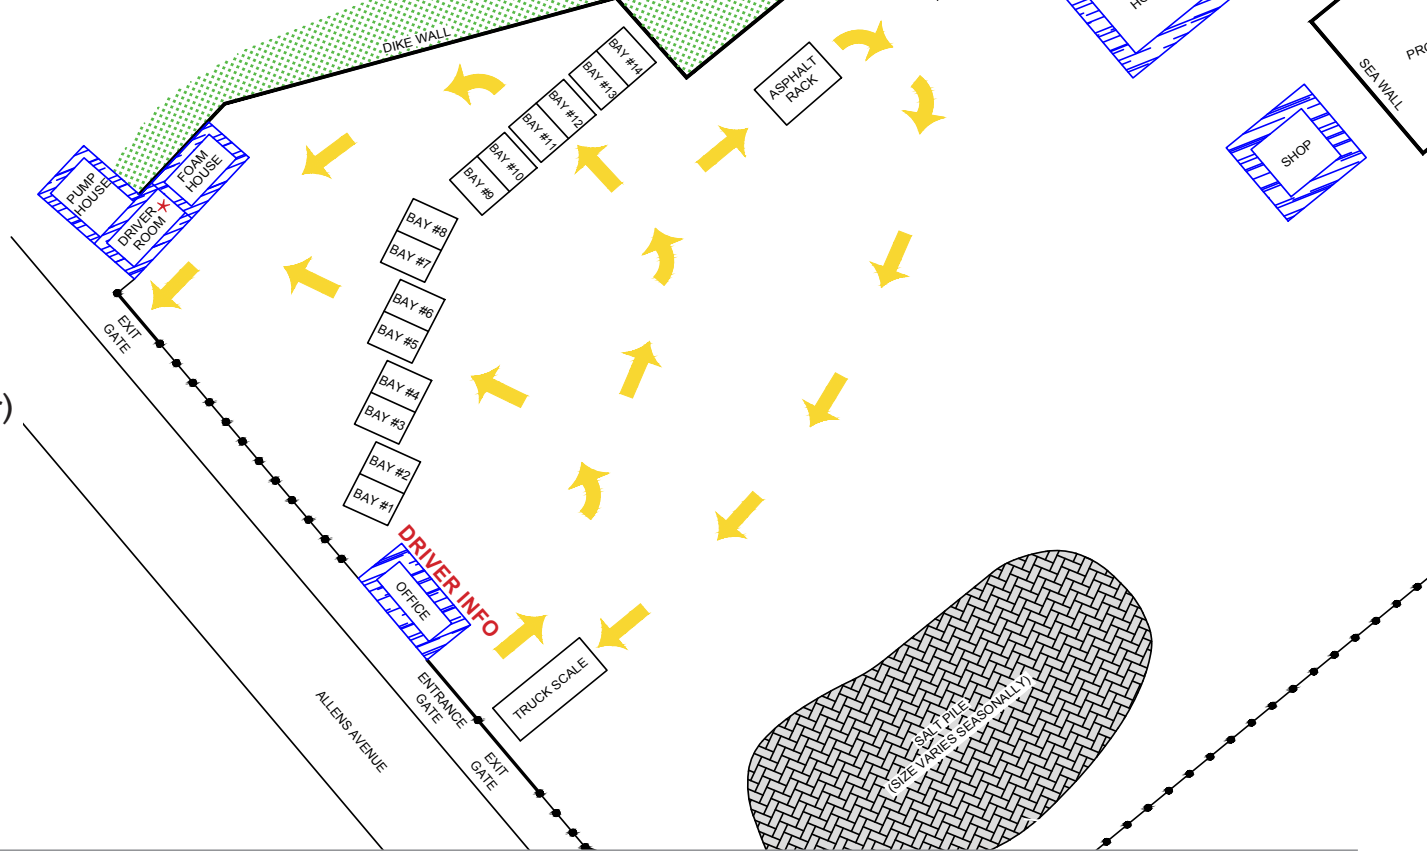 DIKE WALL
BAY #14
BAY #13
BAY #12
BAY #11
BAY #10
BAY #9
BAY #8
BAY #7
BAY #6
BAY #5
BAY #4
BAY #3
BAY #2
BAY #1
ASPHALT
RACK
SEA WALL
SHOP
FOAM
HOUSE
PUMP
HOUSE
DRIVER
ROOM
EXIT
GATE
DRIVER INFO
OFFICE
TRUCK SCALE
ENTRANCE
GATE
EXIT
GATE
ALLENS AVENUE
SALT PILE
(SIZE VARIES SEASONALLY)